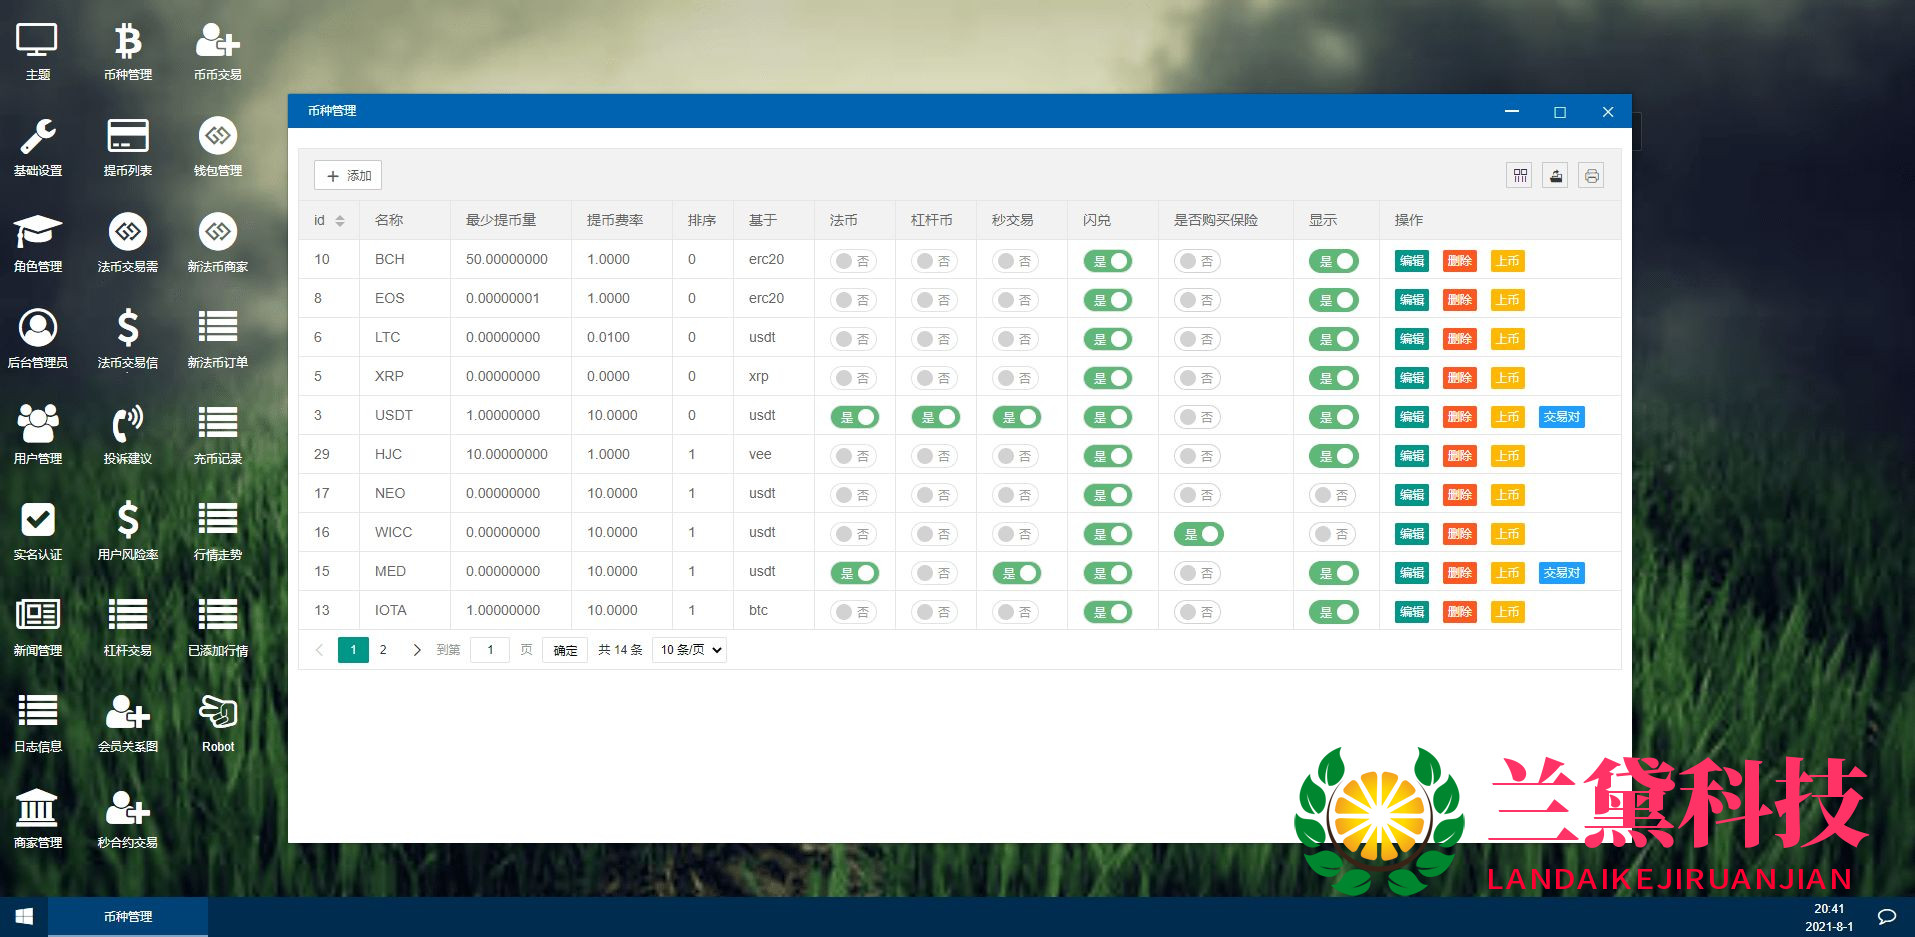 主题 币种管理 币币交易
基础设置 提币列表 钱包管理
角色管理 法币交易需 新法币商家
后台管理员 法币交易信 新法币订单
用户管理 投诉建议 充币记录
实名认证 用户风险率 行情走势
新闻管理 杠杆交易 已添加行情
日志信息 会员关系图 Robot
商家管理 秒合约交易
币种管理
添加
id 名称 最少提币量 提币费率 排序 基于 法币 杠杆币 秒交易 闪兑 是否购买保险 显示 操作
10 BCH 50.00000000 1.0000 0 erc20 否 否 否 是 否 是 编辑 删除 上币
8 EOS 0.00000001 1.0000 0 erc20 否 否 否 是 否 是 编辑 删除 上币
6 LTC 0.00000000 0.0100 0 usdt 否 否 否 是 否 是 编辑 删除 上币
5 XRP 0.00000000 0.0000 0 xrp 否 否 否 是 否 是 编辑 删除 上币
3 USDT 1.00000000 10.0000 0 usdt 是 是 是 是 否 是 编辑 删除 上币 交易对
29 HJC 10.00000000 1.0000 1 vee 否 否 否 是 否 是 编辑 删除 上币
17 NEO 0.00000000 10.0000 1 usdt 否 否 否 是 否 否 编辑 删除 上币
16 WICC 0.00000000 10.0000 1 usdt 否 否 否 是 是 否 编辑 删除 上币
15 MED 0.00000000 10.0000 1 usdt 是 否 是 是 否 是 编辑 删除 上币 交易对
13 IOTA 1.00000000 10.0000 1 btc 否 否 否 是 否 是 编辑 删除 上币
1 2 到第 1 页 确定 共 14 条 10 条/页
兰黛科技
LANDAIKEJIRUANJIAN
币种管理
20:41
2021-8-1